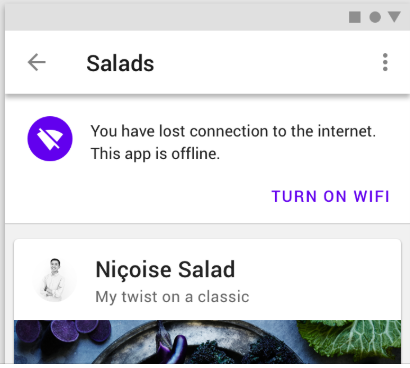 Salads
You have lost connection to the internet.
This app is offline.
TURN ON WIFI
Niçoise Salad
My twist on a classic